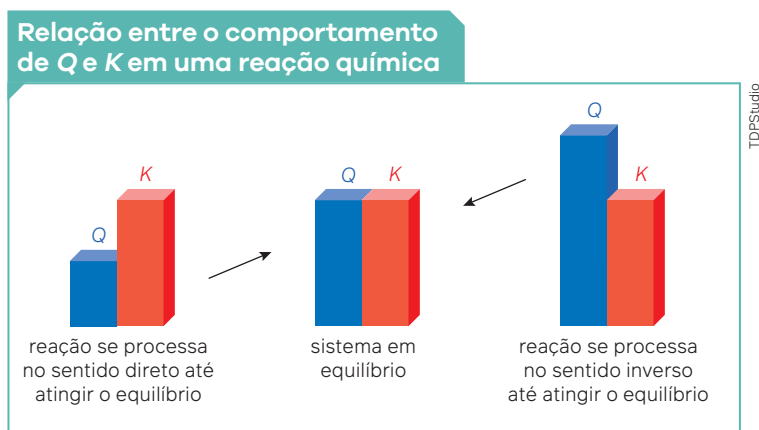 Relação entre o comportamento
de Q e K em uma reação química
TDPStudio
Q
K
Q
K
Q
K
reação se processa
no sentido direto até
atingir o equilíbrio
sistema em
equilíbrio
reação se processa
no sentido inverso
até atingir o equilíbrio